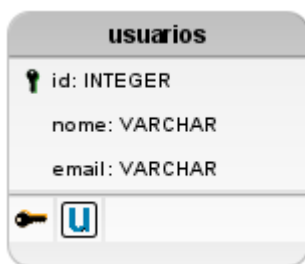 usuarios
id: INTEGER
nome: VARCHAR
email: VARCHAR
U